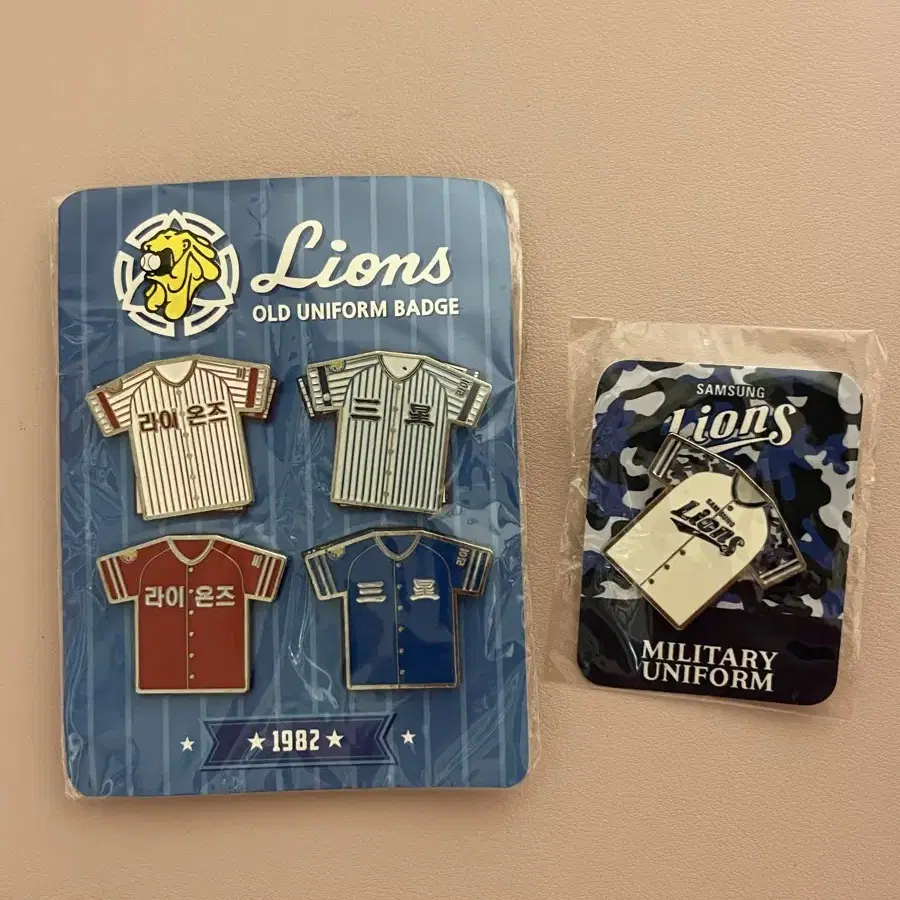 Lions
OLD UNIFORM BADGE
라이온즈
三星
라이온즈
三星
★ 1982 ★
SAMSUNG
Lions
SAMSUNG
Lions
MILITARY
UNIFORM